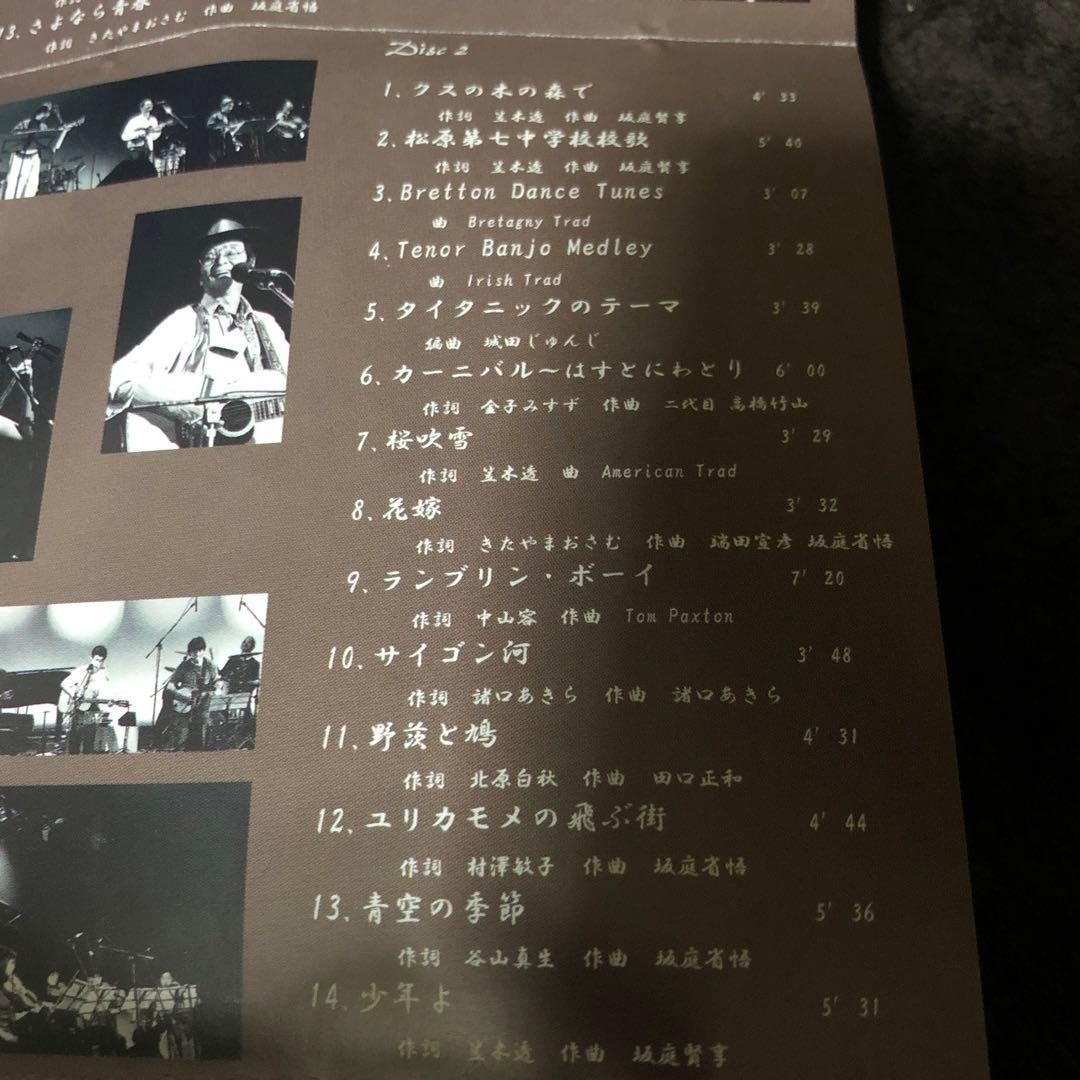 13、さよなら青春
作詞 きたやまおさむ 作曲 坂庭省悟
Disc 2
1、クスの木の森で 4' 33
作詞 笠木透 作曲 坂庭賢享
2、松原第七中学校校歌 5' 40
作詞 笠木透 作曲 坂庭賢享
3、Bretton Dance Tunes 3' 07
曲 Bretagny Trad
4、Tenor Banjo Medley 3' 28
曲 Irish Trad
5、タイタニックのテーマ 3' 39
編曲 城田じゅんじ
6、カーニバル～はすとにわとり 6' 00
作詞 金子みすず 作曲 二代目 高橋竹山
7、桜吹雪 3' 29
作詞 笠木透 曲 American Trad
8、花嫁 3' 32
作詞 きたやまおさむ 作曲 端田宣彦 坂庭省悟
9、ランブリン・ボーイ 7' 20
作詞 中山容 作曲 Tom Paxton
10、サイゴン河 3' 48
作詞 諸口あきら 作曲 諸口あきら
11、野茨と鳩 4' 31
作詞 北原白秋 作曲 田口正和
12、ユリカモメの飛ぶ街 4' 44
作詞 村澤敏子 作曲 坂庭省悟
13、青空の季節 5' 36
作詞 谷山真生 作曲 坂庭省悟
14、少年よ 5' 31
作詞 笠木透 作曲 坂庭賢享